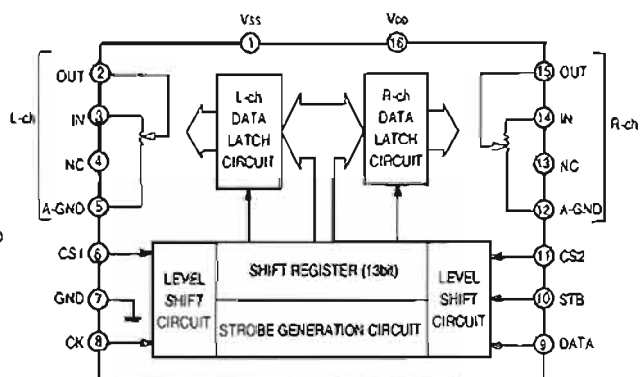 Vss
VDD
1
16
OUT 2
15 OUT
L-ch
IN 3
14 IN
R-ch
NC 4
13 NC
A-GND 5
12 A-GND
L-ch
DATA
LATCH
CIRCUIT
R-ch
DATA
LATCH
CIRCUIT
CS1 6
11 CS2
GND 7
10 STB
CK 8
9 DATA
LEVEL
SHIFT
CIRCUIT
SHIFT REGISTER (13bit)
STROBE GENERATION CIRCUIT
LEVEL
SHIFT
CIRCUIT